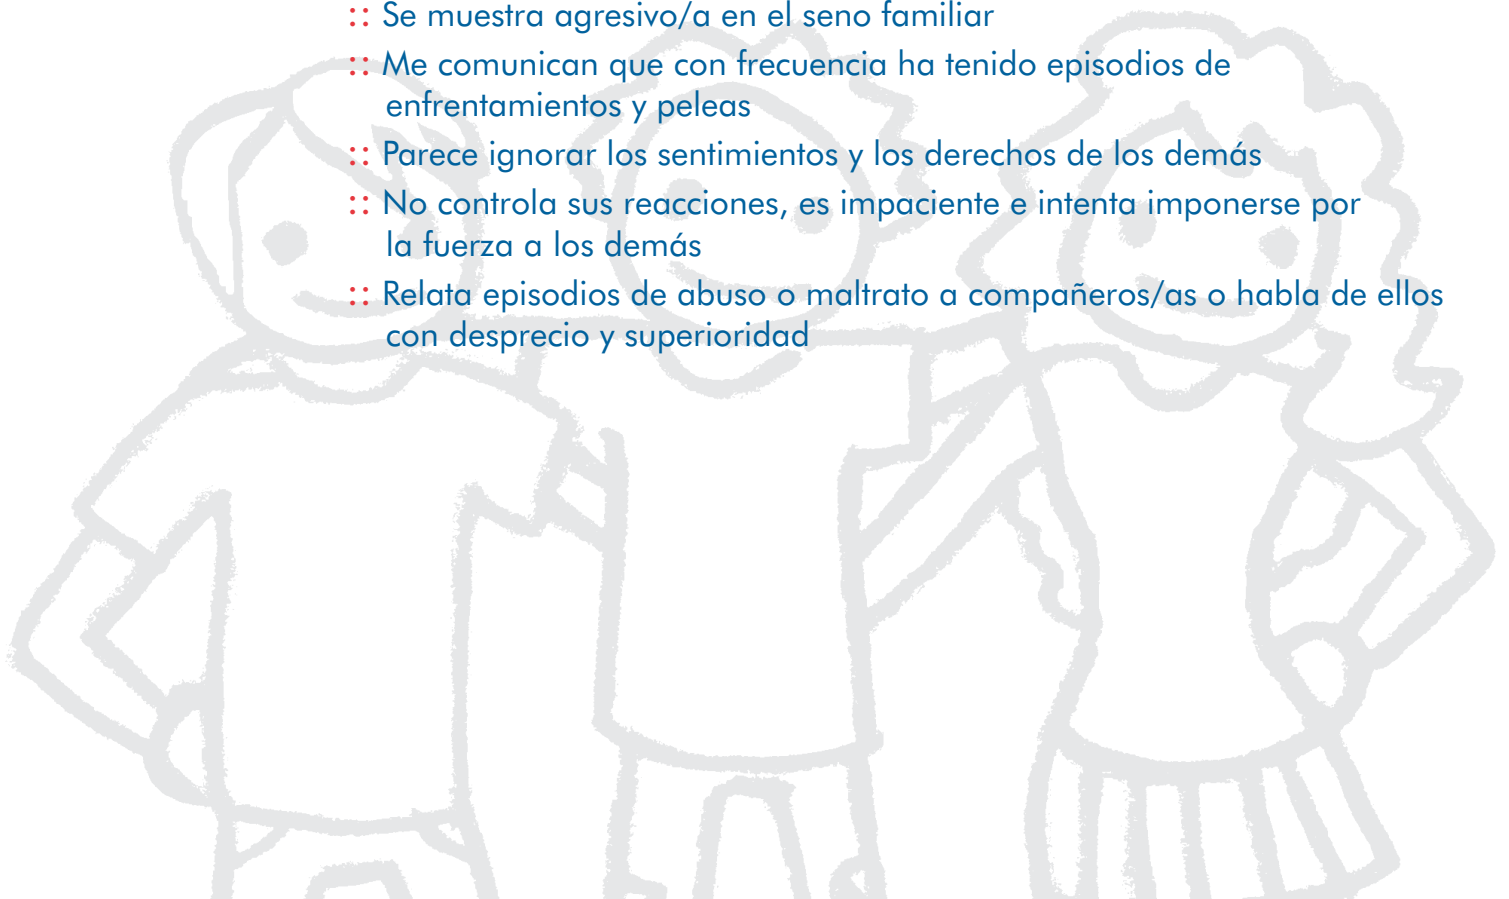 :: Se muestra agresivo/a en el seno familiar
:: Me comunican que con frecuencia ha tenido episodios de
enfrentamientos y peleas
:: Parece ignorar los sentimientos y los derechos de los demás
:: No controla sus reacciones, es impaciente e intenta imponerse por
la fuerza a los demás
:: Relata episodios de abuso o maltrato a compañeros/as o habla de ellos
con desprecio y superioridad